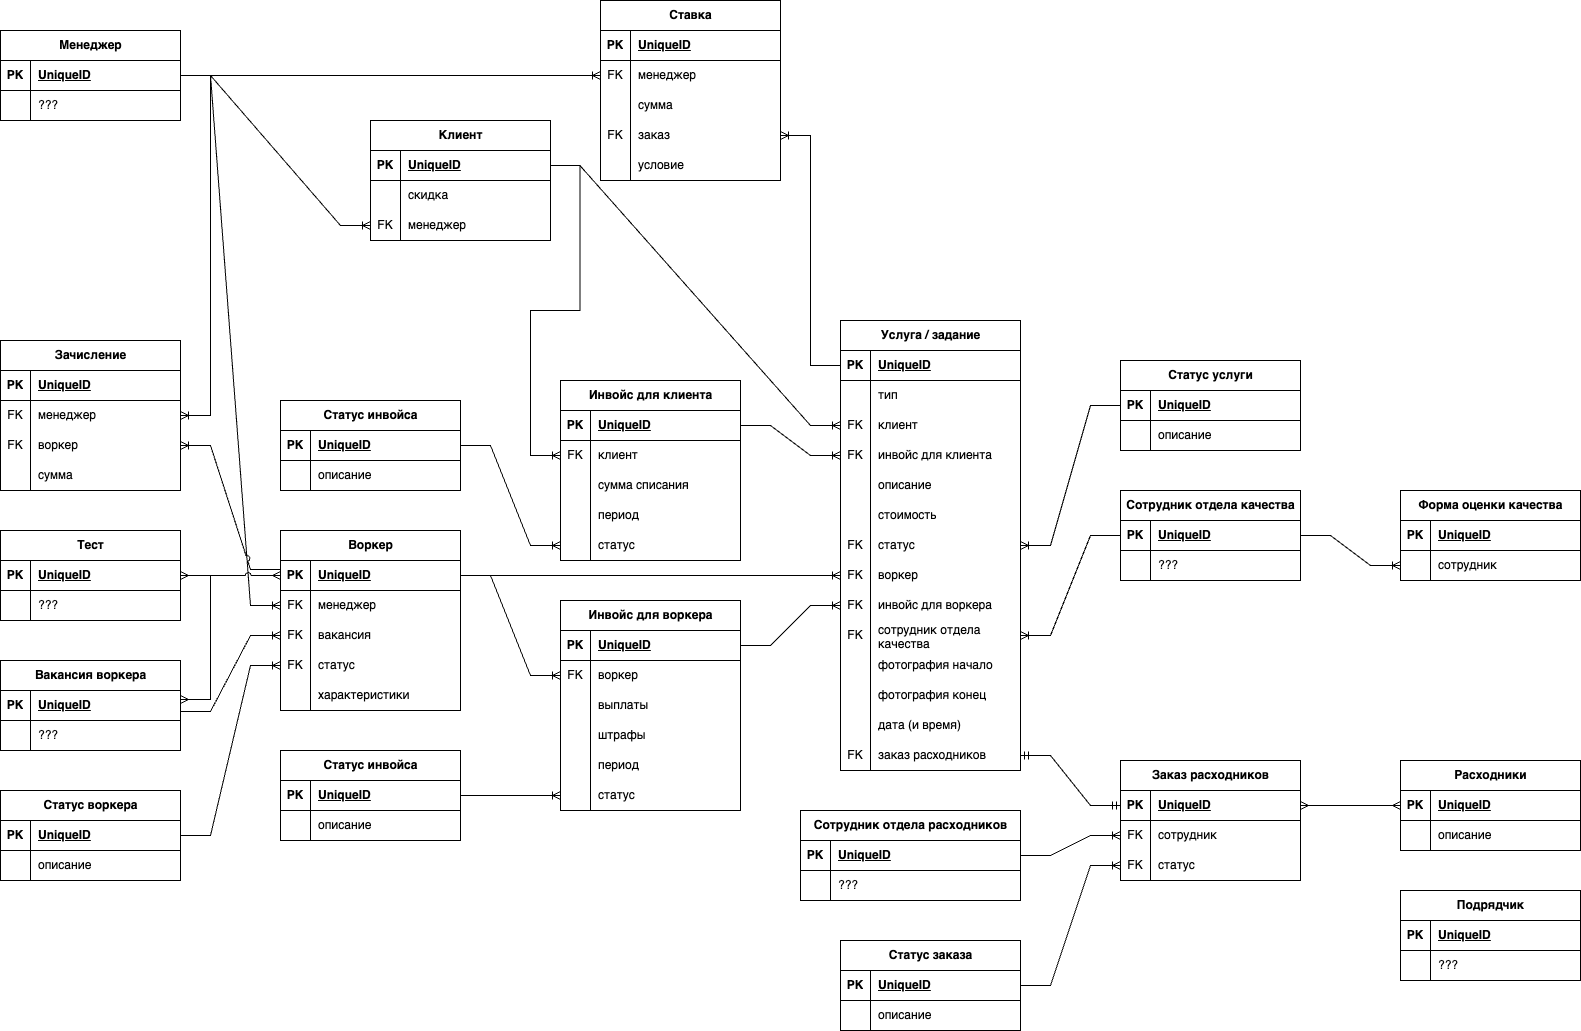 Менеджер
PK UniqueID
???
Ставка
PK UniqueID
FK менеджер
сумма
FK заказ
условие
Клиент
PK UniqueID
скидка
FK менеджер
Зачисление
PK UniqueID
FK менеджер
FK воркер
сумма
Статус инвойса
PK UniqueID
описание
Инвойс для клиента
PK UniqueID
FK клиент
сумма списания
период
статус
Услуга / задание
PK UniqueID
тип
FK клиент
FK инвойс для клиента
описание
стоимость
FK статус
FK воркер
FK инвойс для воркера
FK сотрудник отдела
качества
фотография начало
фотография конец
дата (и время)
FK заказ расходников
Статус услуги
PK UniqueID
описание
Сотрудник отдела качества
PK UniqueID
???
Форма оценки качества
PK UniqueID
сотрудник
Тест
PK UniqueID
???
Воркер
PK UniqueID
FK менеджер
FK вакансия
FK статус
характеристики
Инвойс для воркера
PK UniqueID
FK воркер
выплаты
штрафы
период
статус
Вакансия воркера
PK UniqueID
???
Статус инвойса
PK UniqueID
описание
Статус воркера
PK UniqueID
описание
Сотрудник отдела расходников
PK UniqueID
???
Заказ расходников
PK UniqueID
FK сотрудник
FK статус
Расходники
PK UniqueID
описание
Статус заказа
PK UniqueID
описание
Подрядчик
PK UniqueID
???